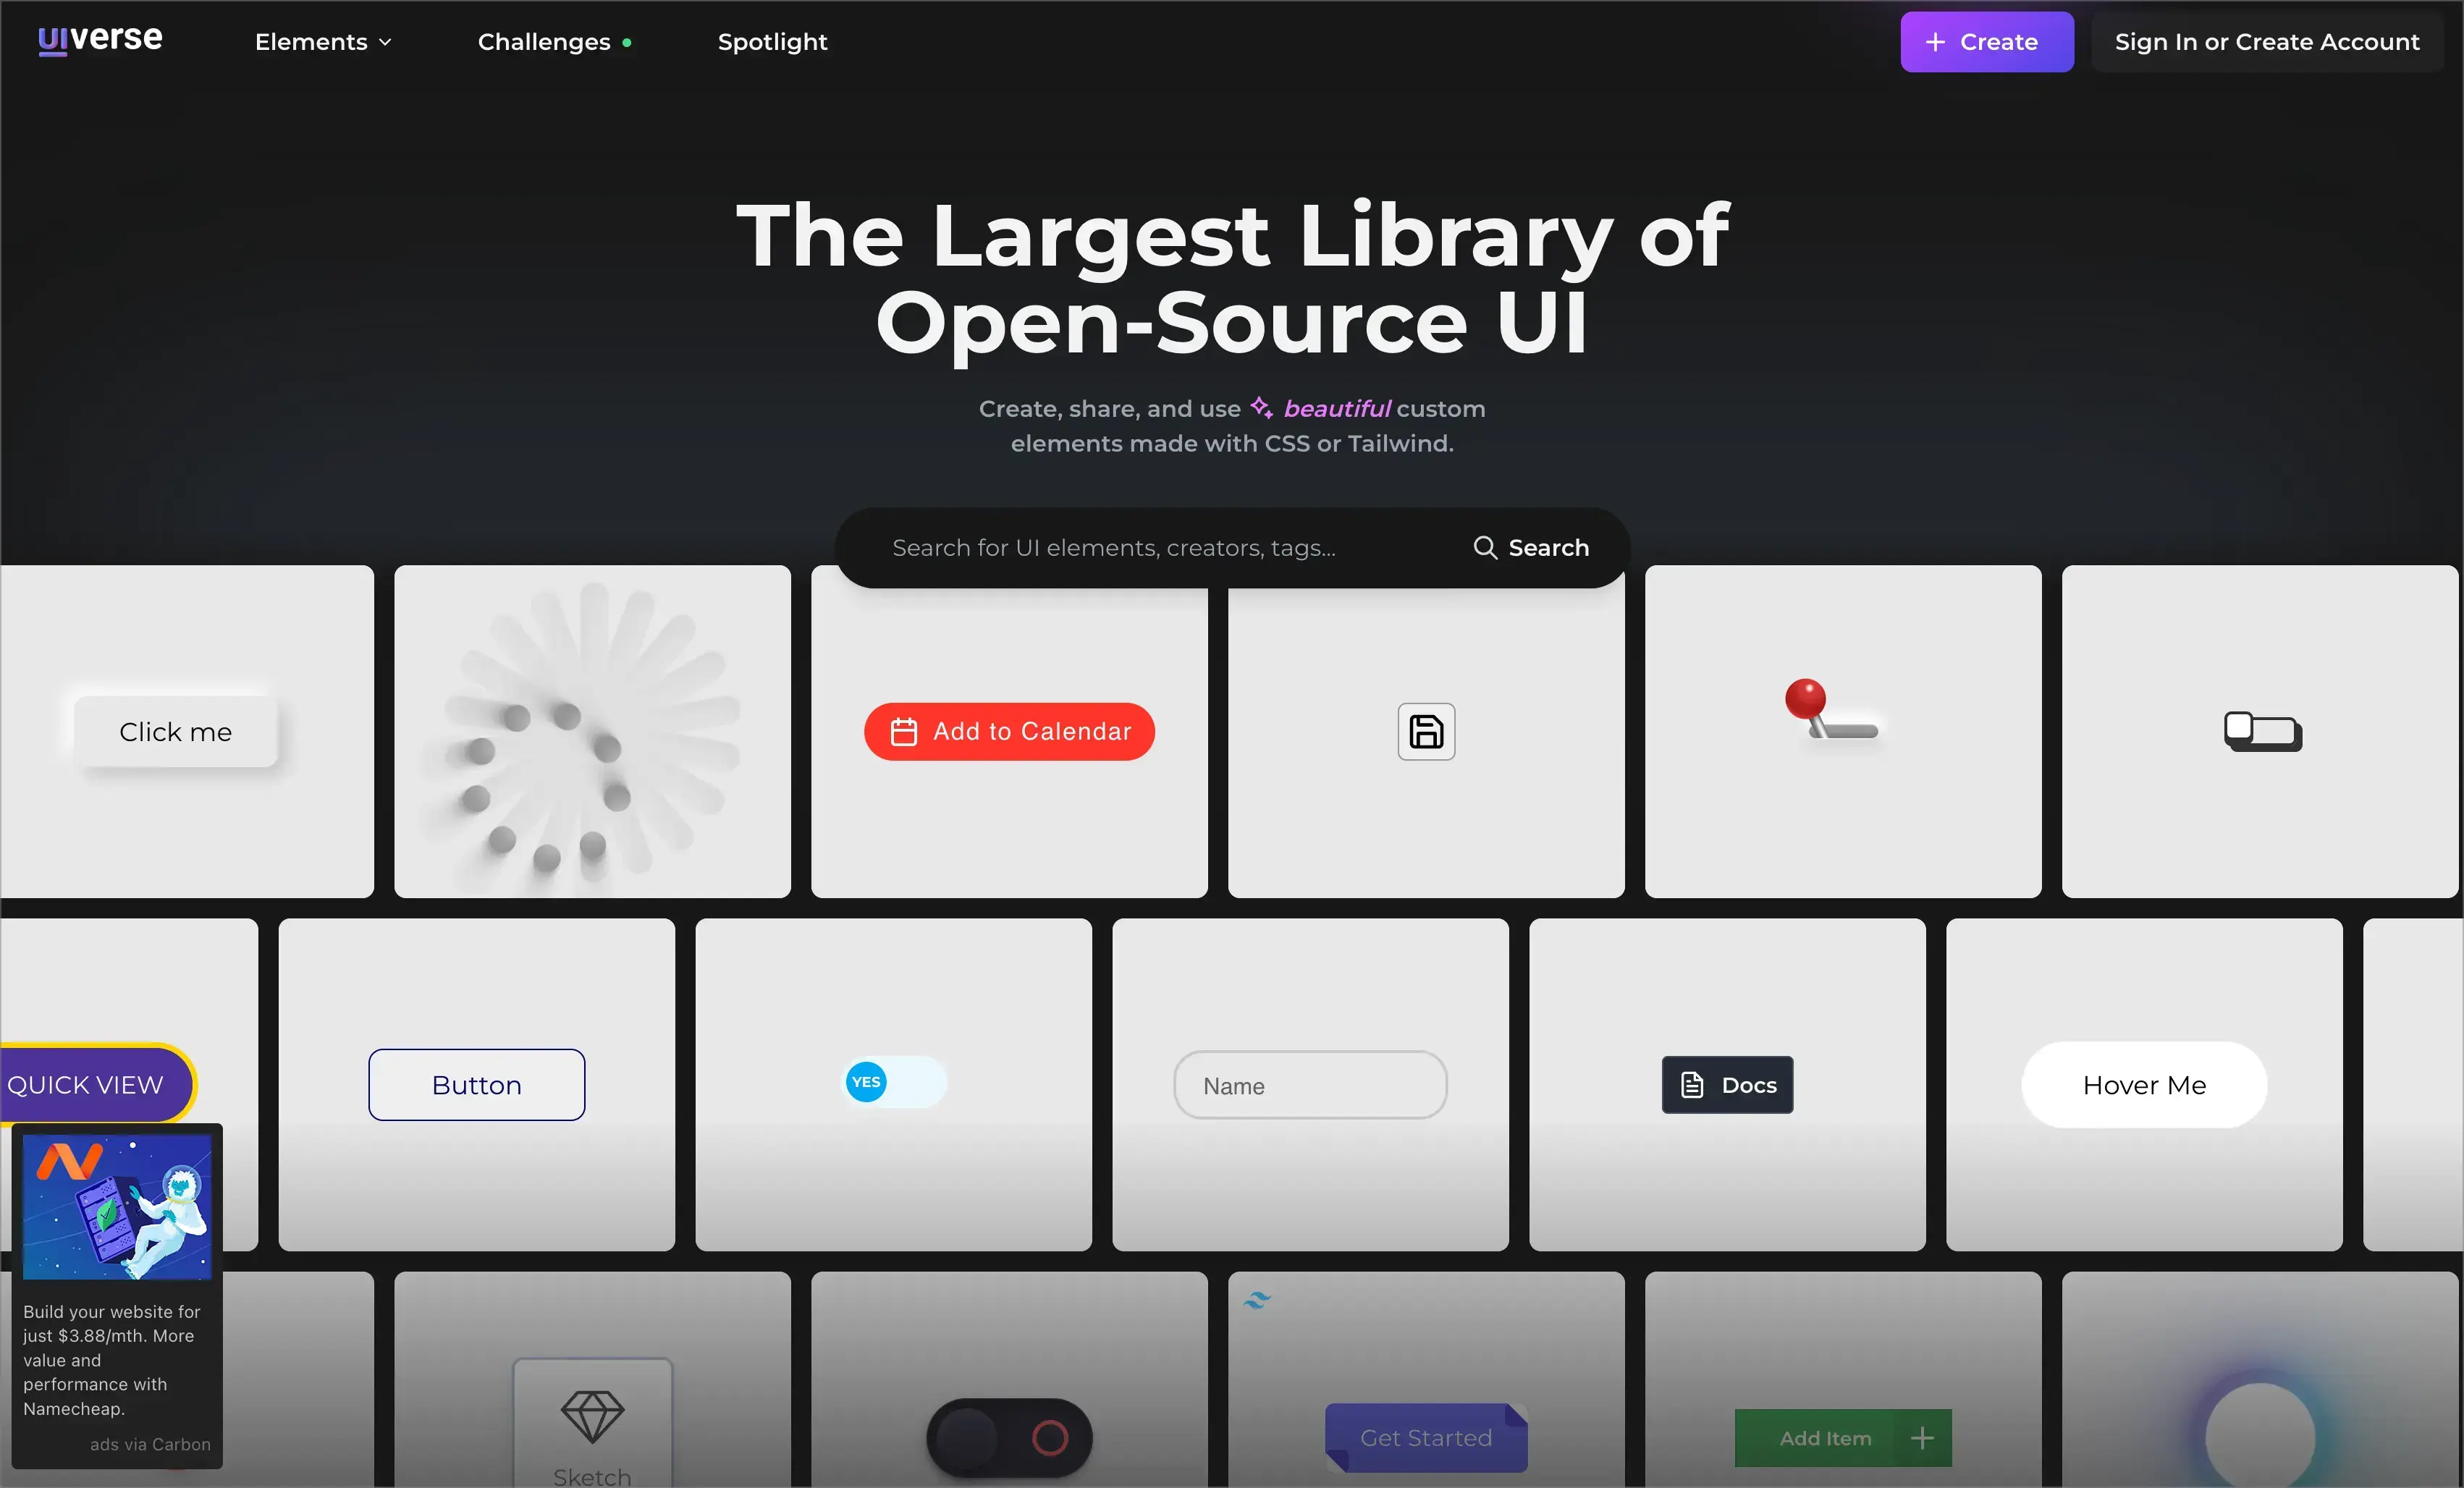 uiverse
Elements
Challenges
Spotlight
Create
Sign In or Create Account
The Largest Library of
Open-Source UI
Create, share, and use beautiful custom
elements made with CSS or Tailwind.
Search for UI elements, creators, tags...
Search
Click me
Add to Calendar
QUICK VIEW
Button
YES
Name
Docs
Hover Me
Build your website for
just $3.88/mth. More
value and
performance with
Namecheap.
ads via Carbon
Sketch
Get Started
Add Item